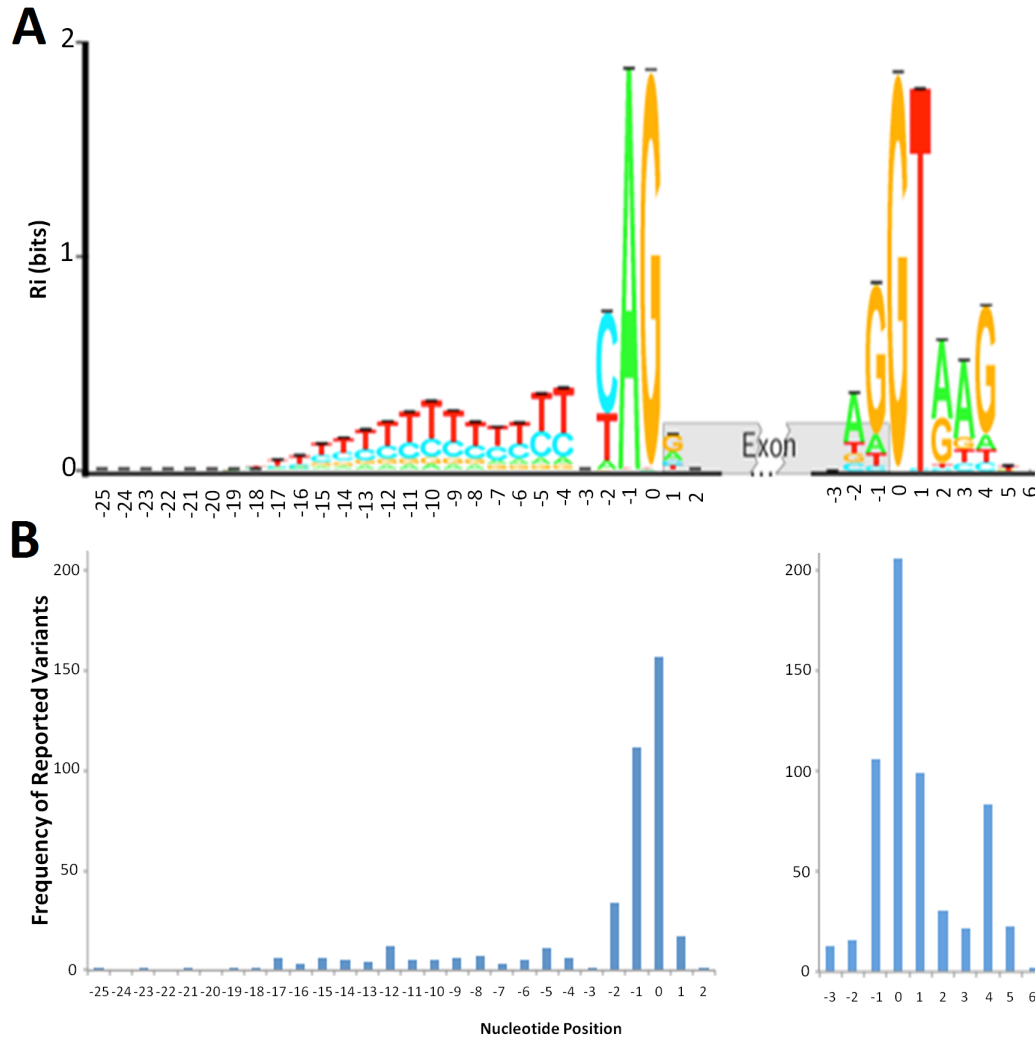 A
2
1
0
Ri (bits)
T T T T T T T T T T T T T T C A G G A G G T A A G
C C C C C C C C C C C C T A A G G A
Exon
-25 -24 -23 -22 -21 -20 -19 -18 -17 -16 -15 -14 -13 -12 -11 -10 -9 -8 -7 -6 -5 -4 -3 -2 -1 0 1 2 -3 -2 -1 0 1 2 3 4 5 6
B
200 200
150 150
100 100
50 50
0 0
Frequency of Reported Variants
-25 -24 -23 -22 -21 -20 -19 -18 -17 -16 -15 -14 -13 -12 -11 -10 -9 -8 -7 -6 -5 -4 -3 -2 -1 0 1 2 -3 -2 -1 0 1 2 3 4 5 6
Nucleotide Position